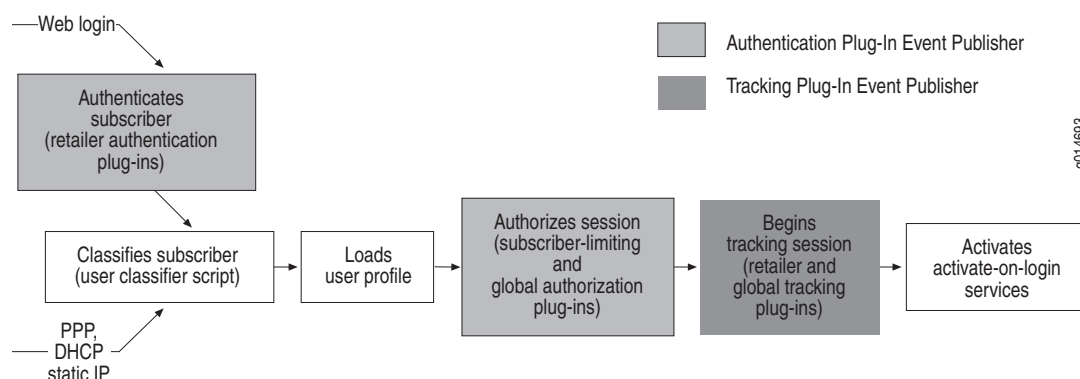 Web login
Authentication Plug-In Event Publisher
Tracking Plug-In Event Publisher
Authenticates
subscriber
(retailer authentication
plug-ins)
Classifies subscriber
(user classifier script)
Loads
user profile
Authorizes session
(subscriber-limiting
and
global authorization
plug-ins)
Begins
tracking session
(retailer and
global tracking
plug-ins)
Activates
activate-on-login
services
PPP,
DHCP
static IP
g014693